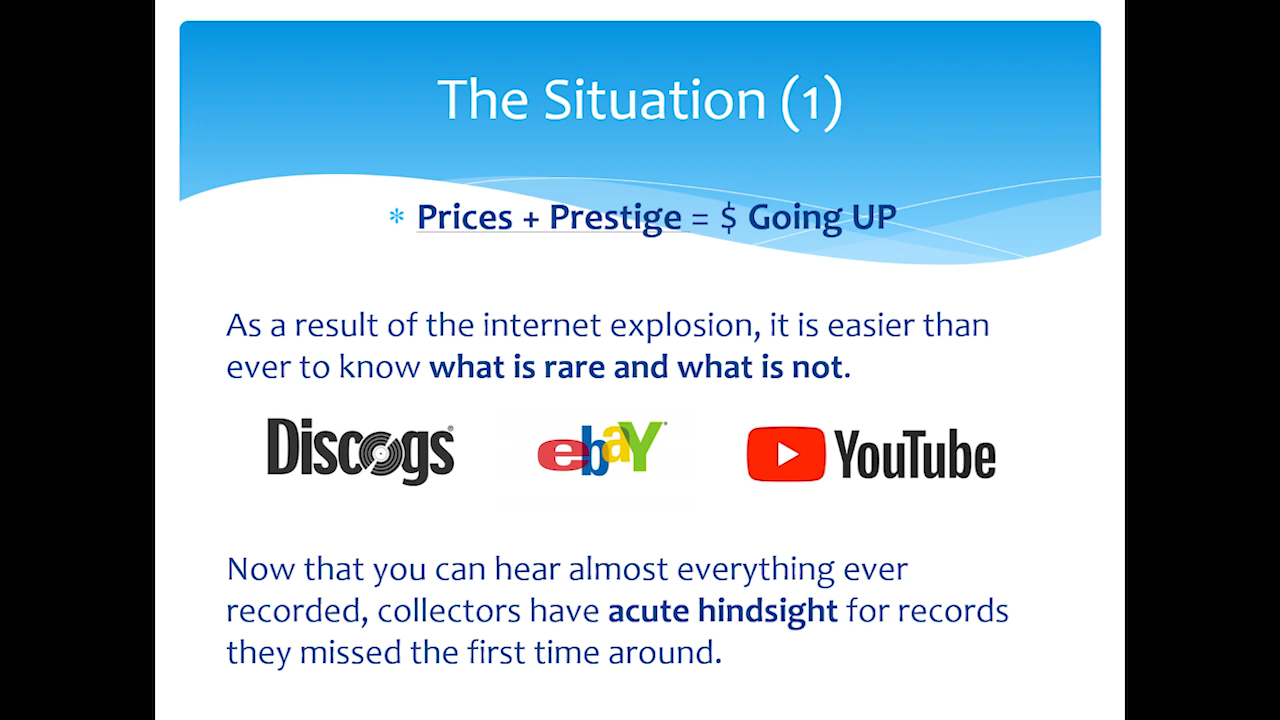 The Situation (1)
* Prices + Prestige = $ Going UP
As a result of the internet explosion, it is easier than
ever to know what is rare and what is not.
Discogs® ebaY® YouTube
Now that you can hear almost everything ever
recorded, collectors have acute hindsight for records
they missed the first time around.